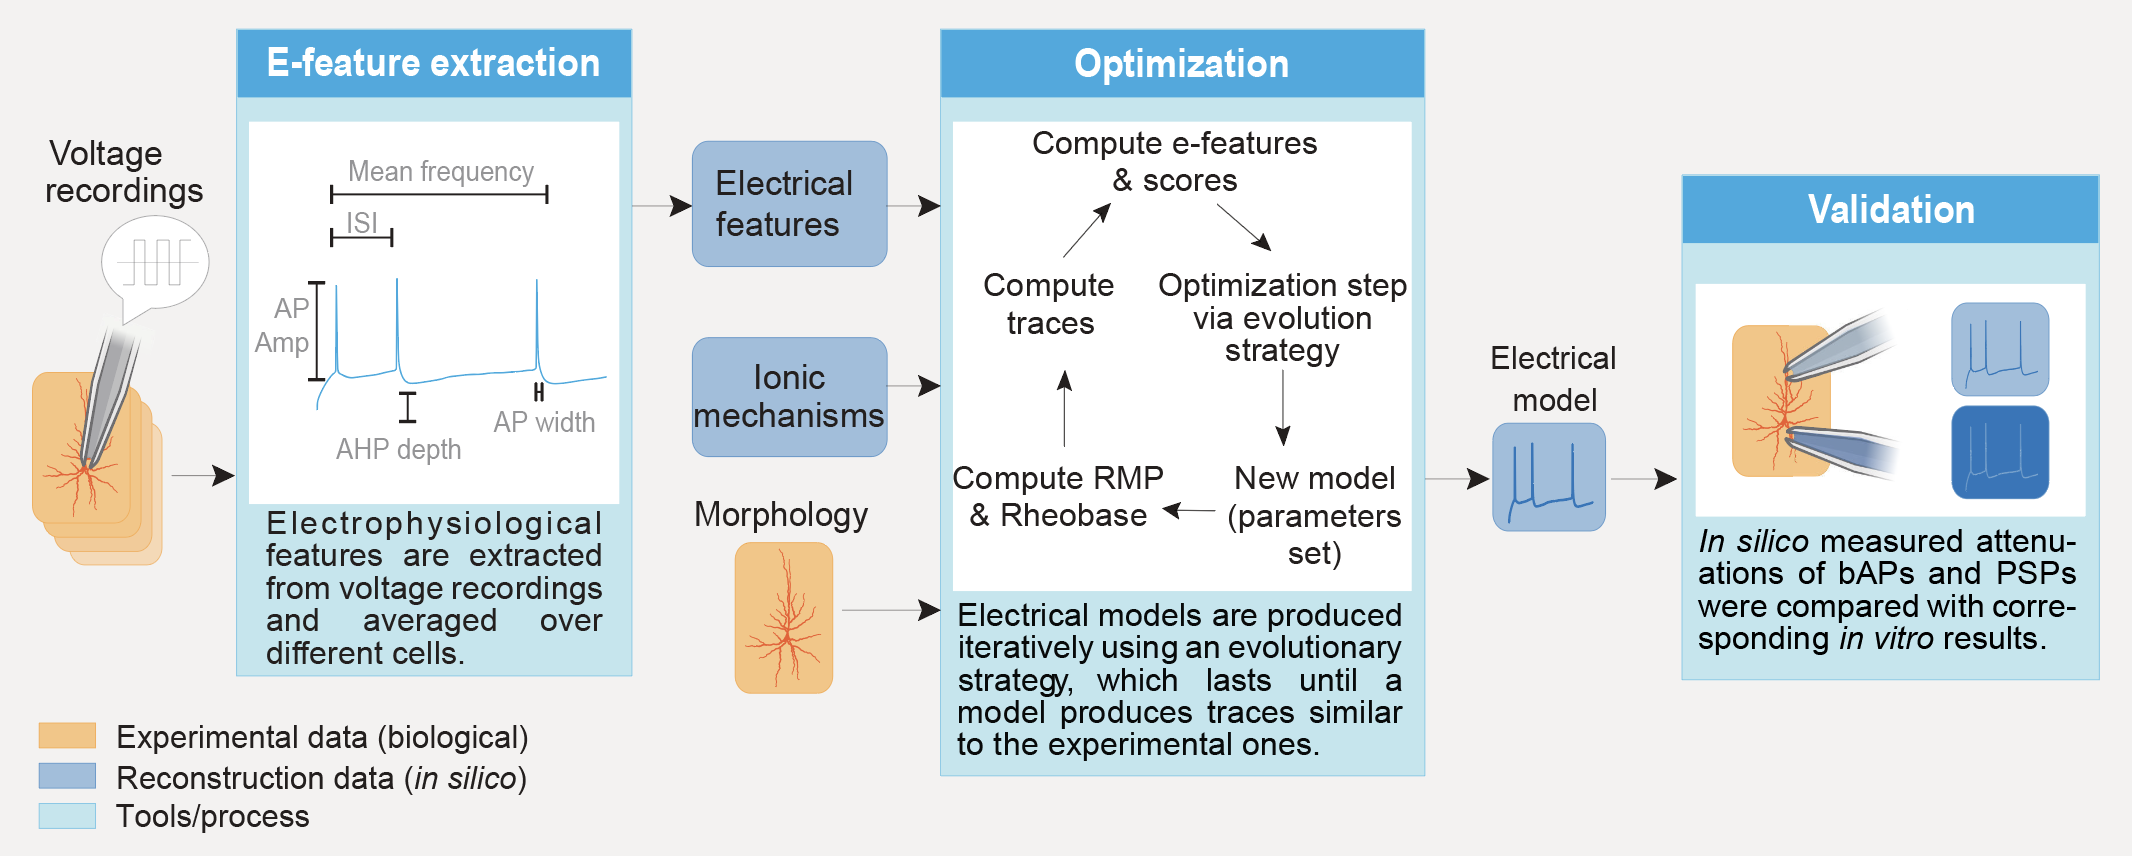 Voltage
recordings
E-feature extraction
Mean frequency
ISI
AP
Amp
AP width
AHP depth
Electrophysiological
features are extracted
from voltage recordings
and averaged over
different cells.
Electrical
features
Ionic
mechanisms
Morphology
Optimization
Compute e-features
& scores
Optimization step
via evolution
strategy
New model
(parameters
set)
Compute RMP
& Rheobase
Compute
traces
Electrical models are produced
iteratively using an evolutionary
strategy, which lasts until a
model produces traces similar
to the experimental ones.
Electrical
model
Validation
In silico measured attenu-
ations of bAPs and PSPs
were compared with corre-
sponding in vitro results.
Experimental data (biological)
Reconstruction data (in silico)
Tools/process